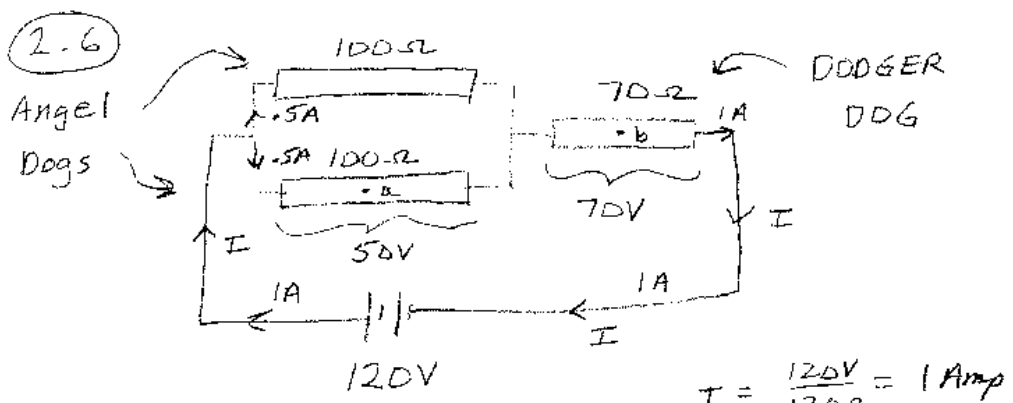 2.6
Angel
Dogs
100Ω
.5A
.5A
100Ω
.a
50V
70Ω
1A
.b
70V
DODGER
DOG
I
I
1A
1A
I
120V
I = 120V = 1 Amp